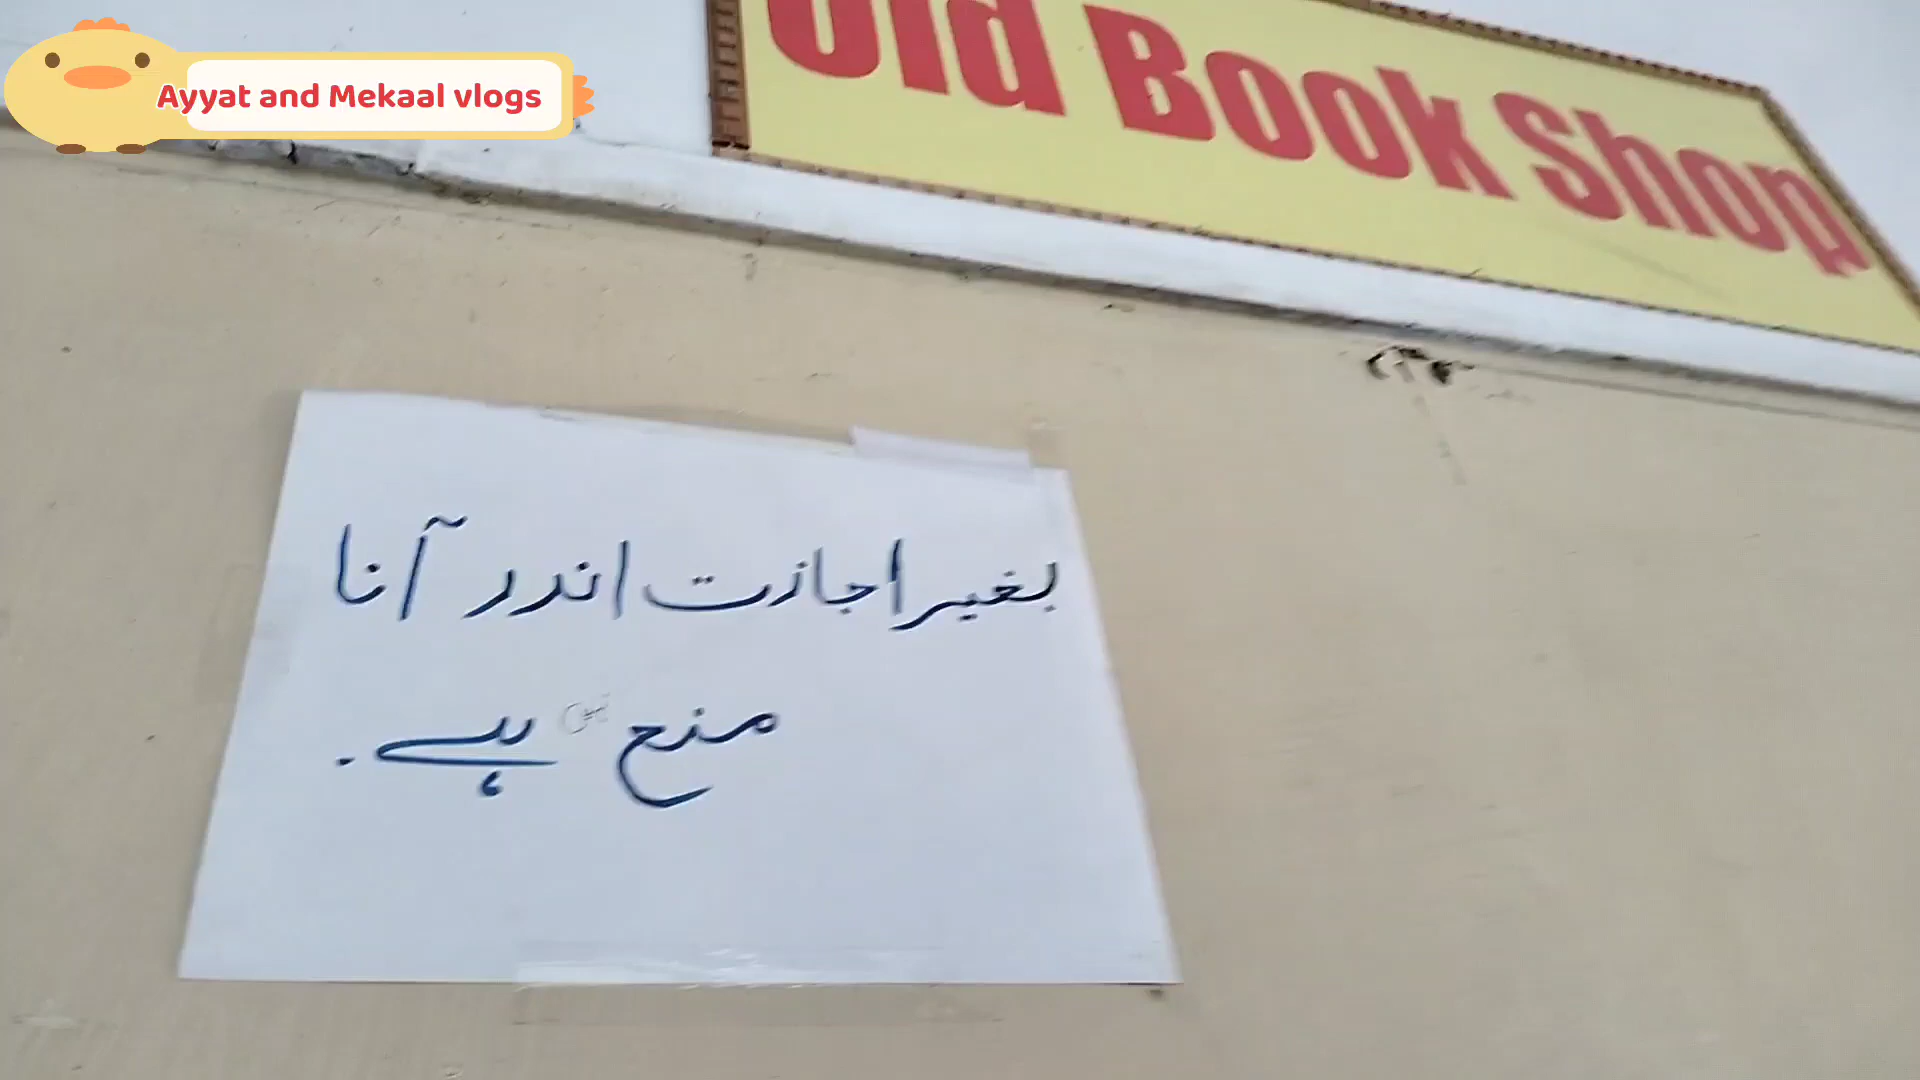 Ayyat and Mekaal vlogs
Old Book Shop
بغیر اجازت اندر آنا
منع ہے.